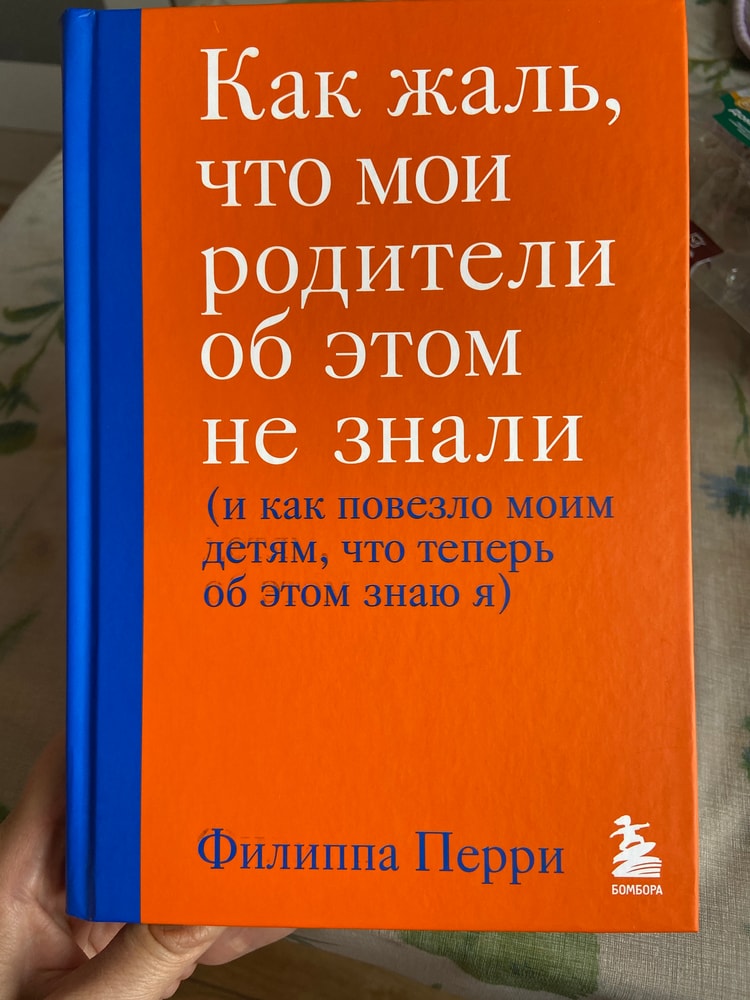 Как жаль,
что мои
родители
об этом
не знали
(и как повезло моим
детям, что теперь
об этом знаю я)
Филиппа Перри
БОМБОРА